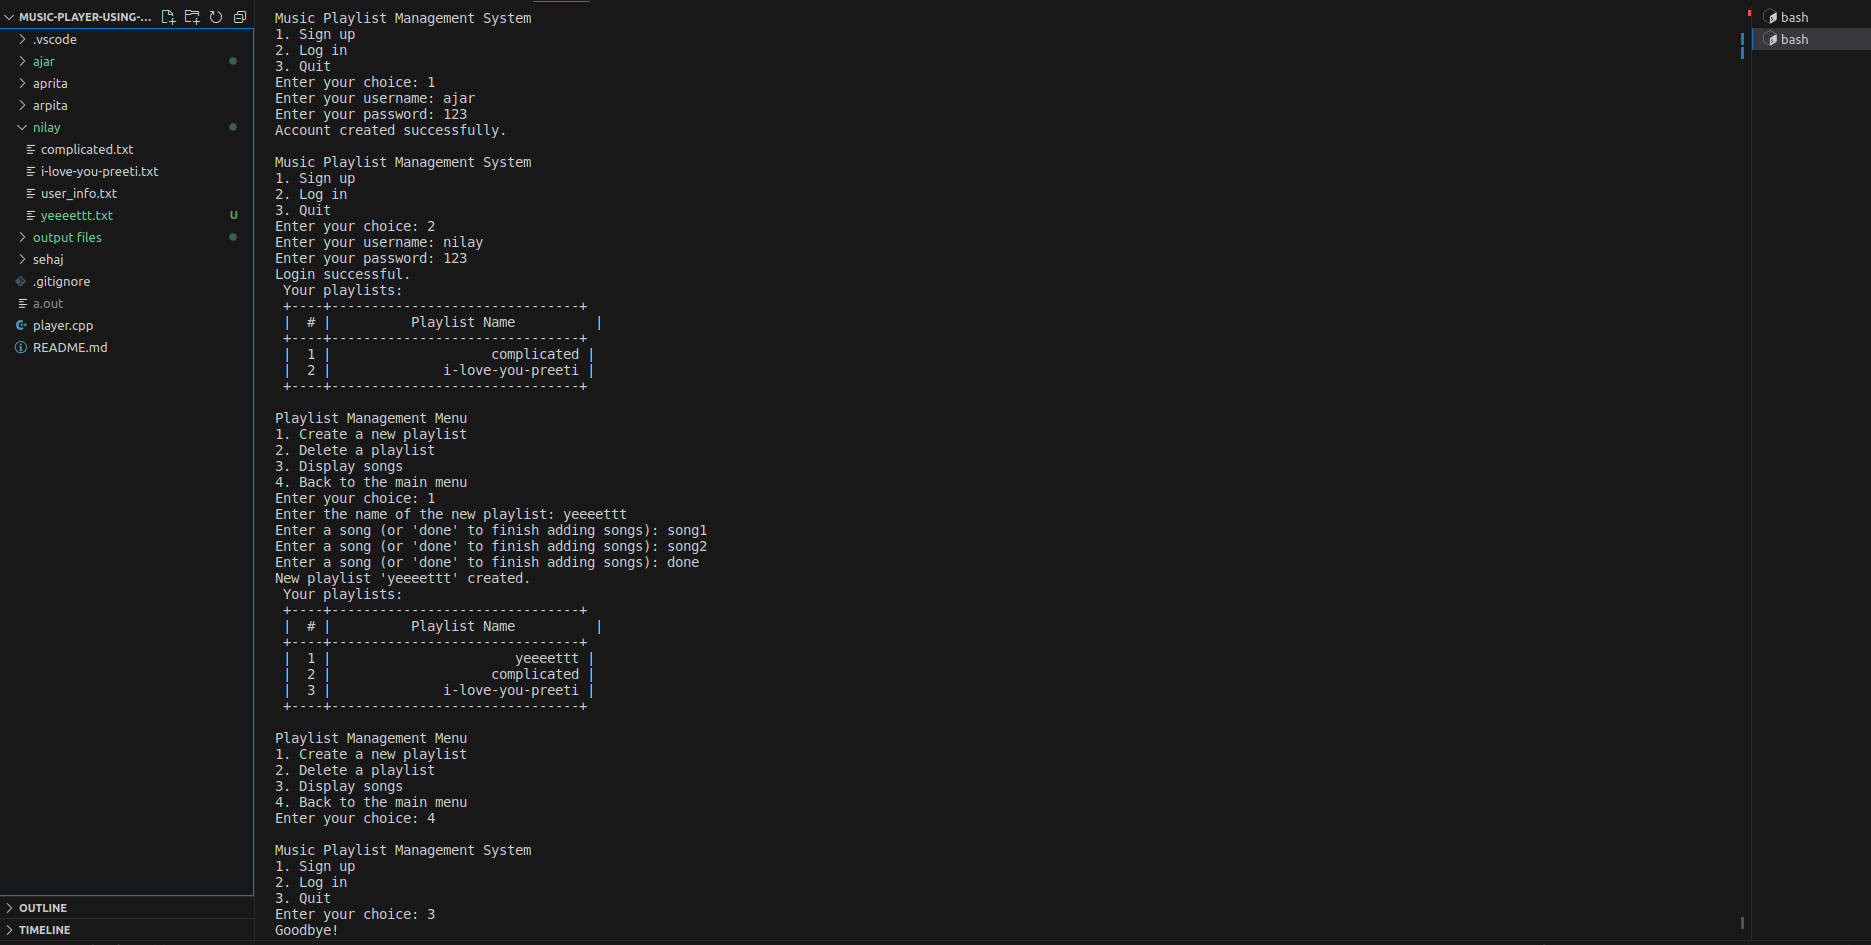 MUSIC-PLAYER-USING-...
.vscode
ajar
aprita
arpita
nilay
complicated.txt
i-love-you-preeti.txt
user_info.txt
yeeeettt.txt U
output files
sehaj
.gitignore
a.out
player.cpp
README.md
OUTLINE
TIMELINE
Music Playlist Management System
1. Sign up
2. Log in
3. Quit
Enter your choice: 1
Enter your username: ajar
Enter your password: 123
Account created successfully.
Music Playlist Management System
1. Sign up
2. Log in
3. Quit
Enter your choice: 2
Enter your username: nilay
Enter your password: 123
Login successful.
Your playlists:
+----+-------------------------------+
|  # |          Playlist Name          |
+----+-------------------------------+
|  1 |                    complicated |
|  2 |              i-love-you-preeti |
+----+-------------------------------+
Playlist Management Menu
1. Create a new playlist
2. Delete a playlist
3. Display songs
4. Back to the main menu
Enter your choice: 1
Enter the name of the new playlist: yeeeettt
Enter a song (or 'done' to finish adding songs): song1
Enter a song (or 'done' to finish adding songs): song2
Enter a song (or 'done' to finish adding songs): done
New playlist 'yeeeettt' created.
Your playlists:
+----+-------------------------------+
|  # |          Playlist Name          |
+----+-------------------------------+
|  1 |                       yeeeettt |
|  2 |                    complicated |
|  3 |              i-love-you-preeti |
+----+-------------------------------+
Playlist Management Menu
1. Create a new playlist
2. Delete a playlist
3. Display songs
4. Back to the main menu
Enter your choice: 4
Music Playlist Management System
1. Sign up
2. Log in
3. Quit
Enter your choice: 3
Goodbye!
bash
bash